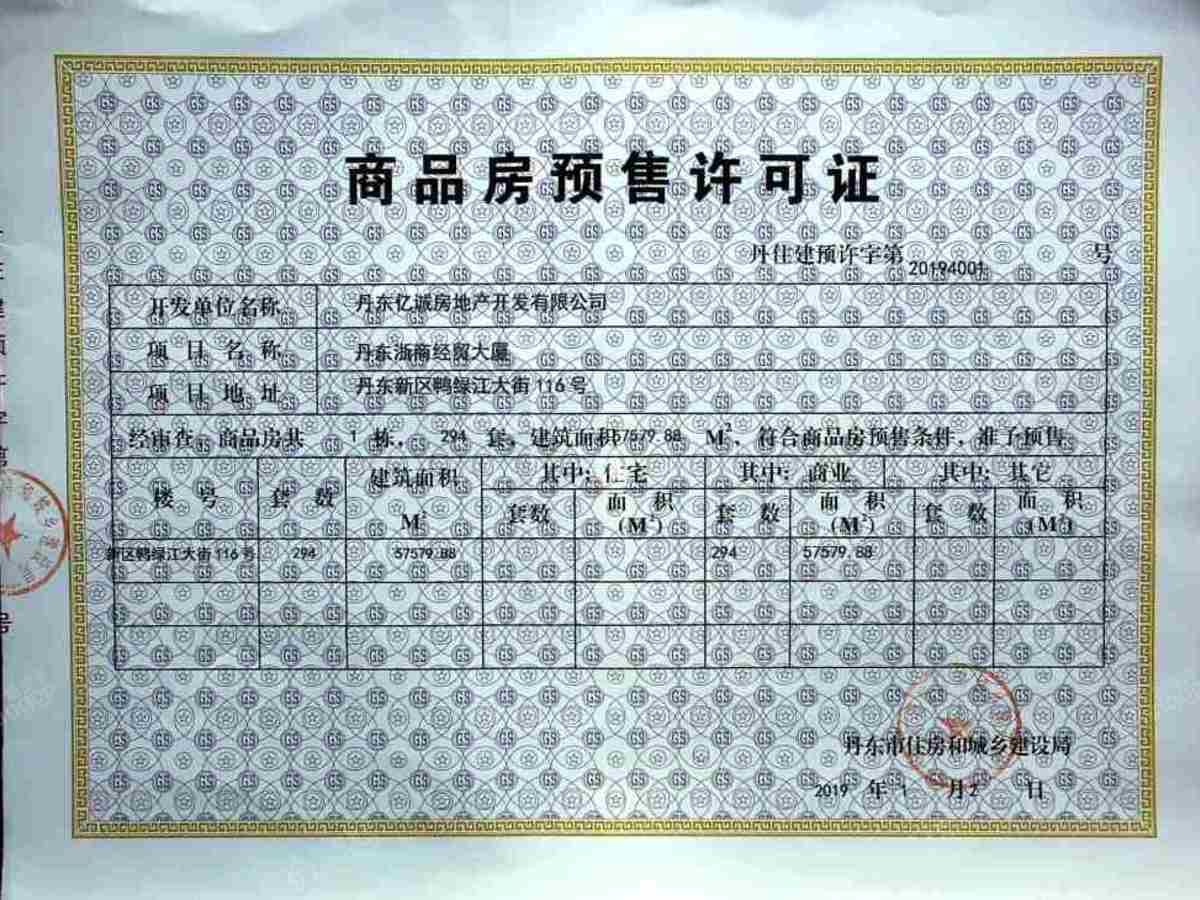 商品房预售许可证
丹住建预许字第 20194001 号
开发单位名称 丹东亿诚房地产开发有限公司
项目名称 丹东浙商经贸大厦
项目地址 丹东新区鸭绿江大街116号
经审查,商品房共 1 栋, 294 套,建筑面积57579.88 M²,符合商品房预售条件,准予预售
楼号 套数 建筑面积 M² 其中:住宅 其中:商业 其中:其它
套数 面积(M²) 套数 面积(M²) 套数 面积(M²)
新区鸭绿江大街116号 294 57579.88 294 57579.88
丹东市住房和城乡建设局
2019 年 1 月 2 日